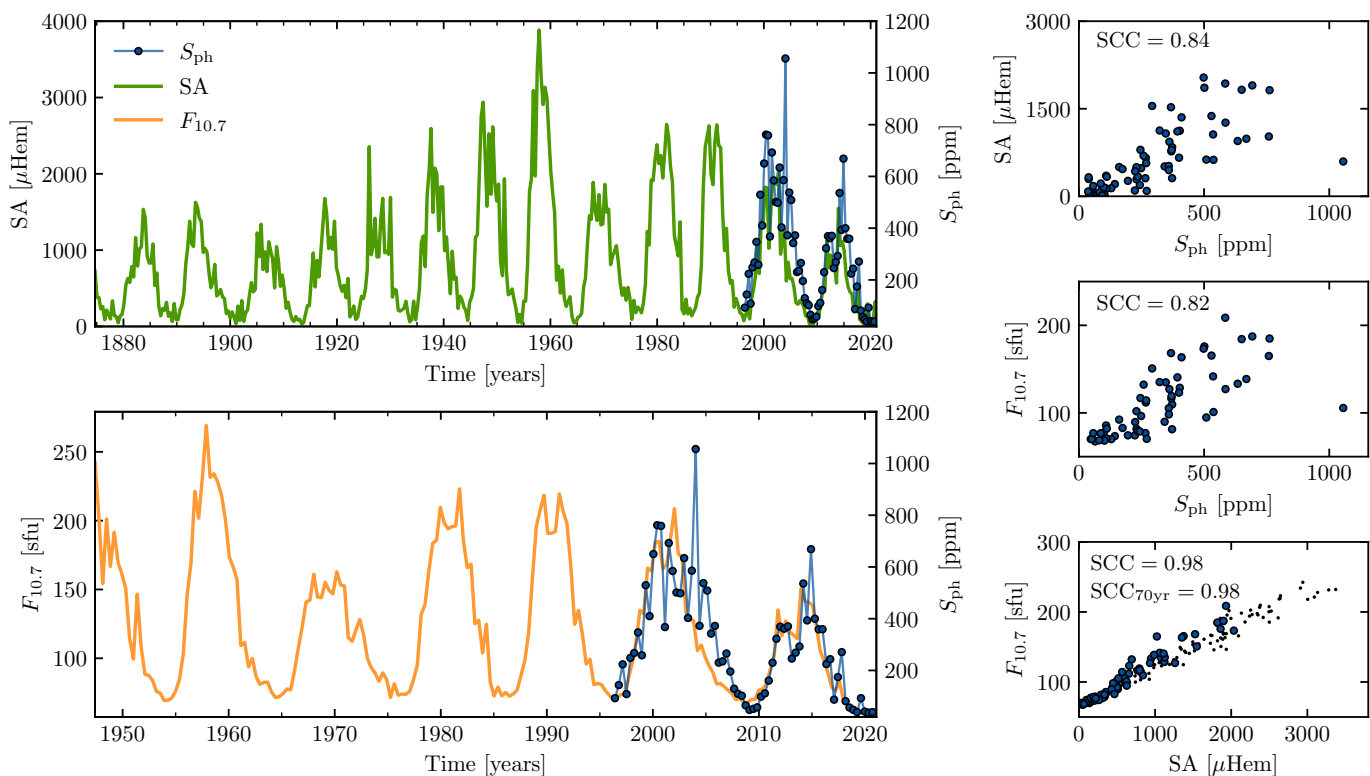 4000
3000
2000
1000
0
SA [μHem]
S_ph
SA
F_10.7
1200
1000
800
600
400
200
0
S_ph [ppm]
1880 1900 1920 1940 1960 1980 2000 2020
Time [years]
250
200
150
100
F_10.7 [sfu]
1200
1000
800
600
400
200
S_ph [ppm]
1950 1960 1970 1980 1990 2000 2010 2020
Time [years]
3000
1500
0
SA [μHem]
SCC = 0.84
0 500 1000
S_ph [ppm]
200
100
F_10.7 [sfu]
SCC = 0.82
0 500 1000
S_ph [ppm]
300
200
100
F_10.7 [sfu]
SCC = 0.98
SCC_70yr = 0.98
0 1000 2000 3000
SA [μHem]